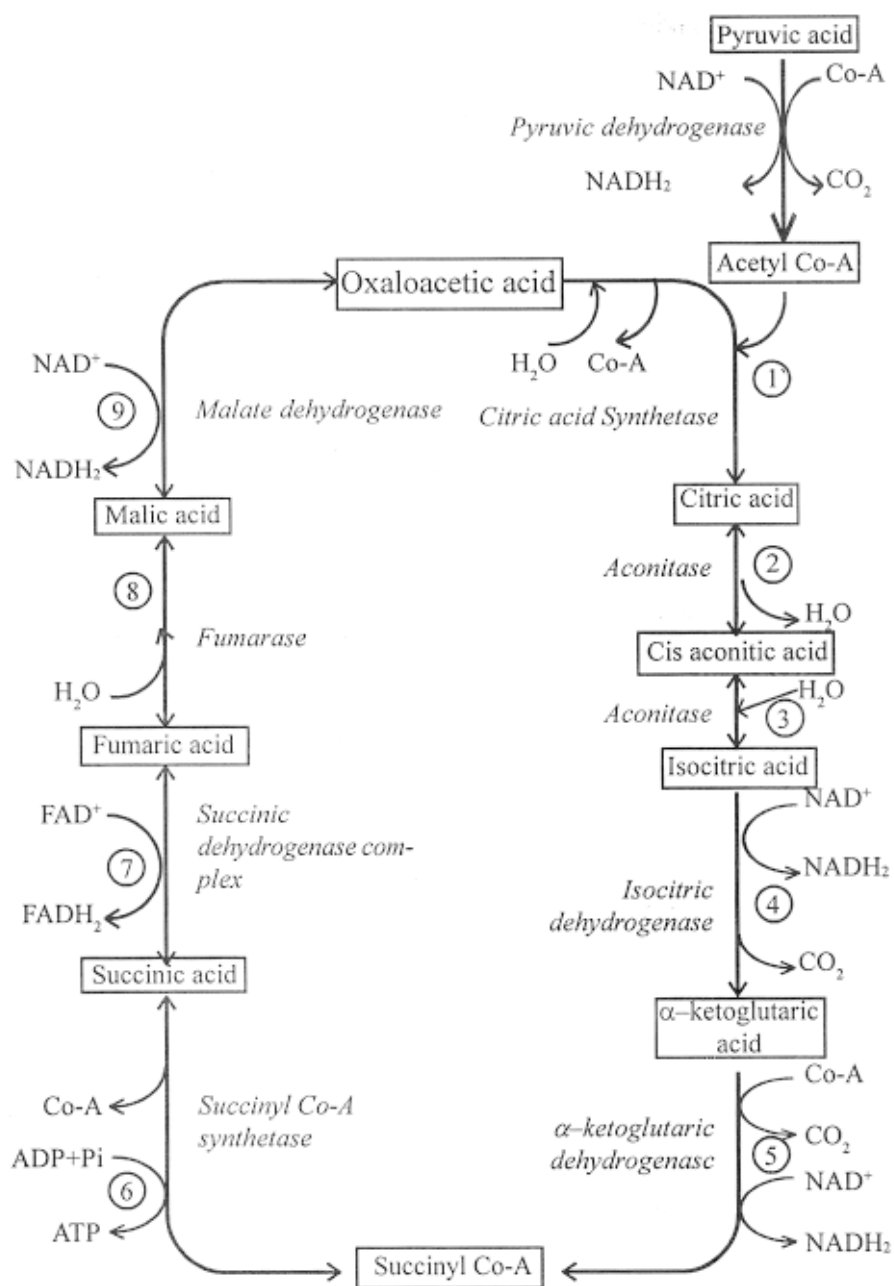 Pyruvic acid
NAD⁺
Co-A
Pyruvic dehydrogenase
NADH₂
CO₂
Acetyl Co-A
Oxaloacetic acid
H₂O
Co-A
1
Citric acid Synthetase
Citric acid
Aconitase
2
H₂O
Cis aconitic acid
H₂O
Aconitase
3
Isocitric acid
NAD⁺
NADH₂
Isocitric
dehydrogenase
4
CO₂
α–ketoglutaric
acid
Co-A
α–ketoglutaric
dehydrogenasc
CO₂
5
NAD⁺
NADH₂
Succinyl Co-A
ADP+Pi
6
ATP
Co-A
Succinyl Co-A
synthetase
Succinic acid
FAD⁺
7
FADH₂
Succinic
dehydrogenase com-
plex
Fumaric acid
H₂O
Fumarase
8
Malic acid
NAD⁺
9
NADH₂
Malate dehydrogenase